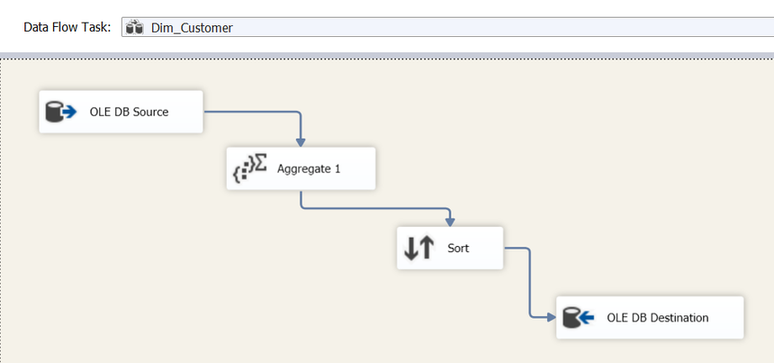 Data Flow Task: Dim_Customer
OLE DB Source
Aggregate 1
Sort
OLE DB Destination